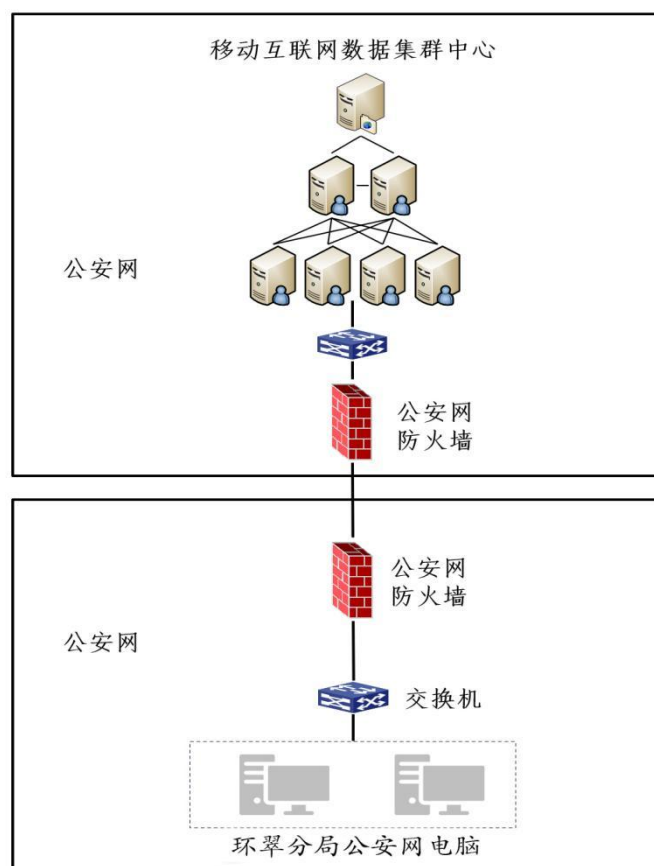 移动互联网数据集群中心
公安网
公安网
防火墙
公安网
防火墙
公安网
交换机
环翠分局公安网电脑